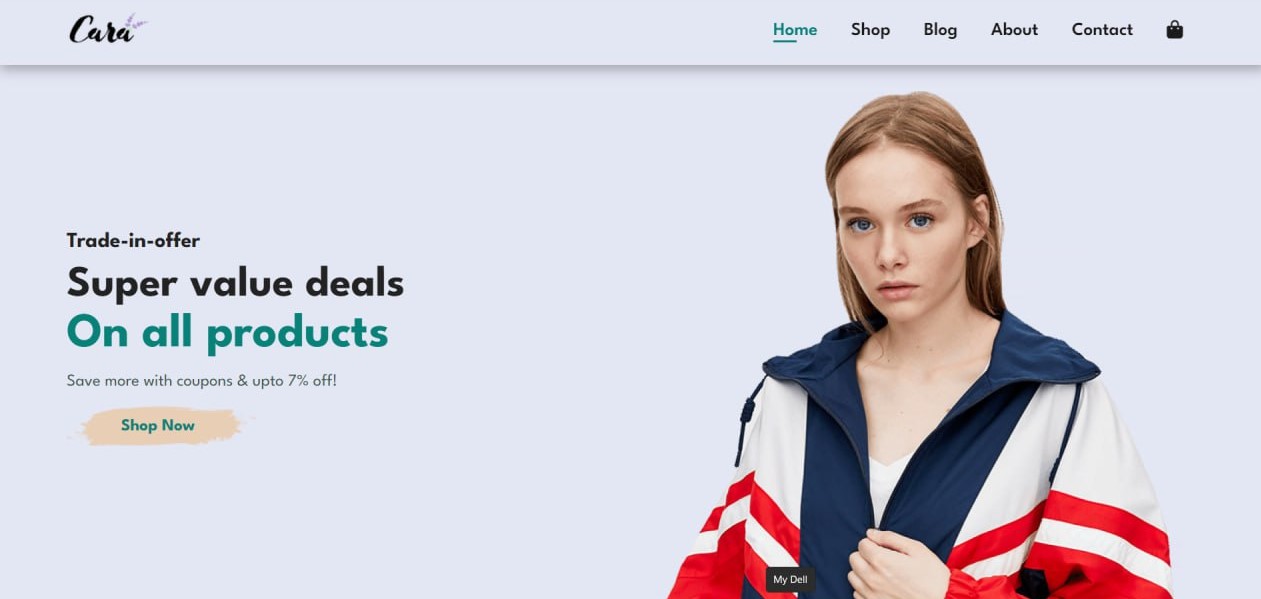 Cara
Home Shop Blog About Contact
Trade-in-offer
Super value deals
On all products
Save more with coupons & upto 7% off!
Shop Now
My Dell